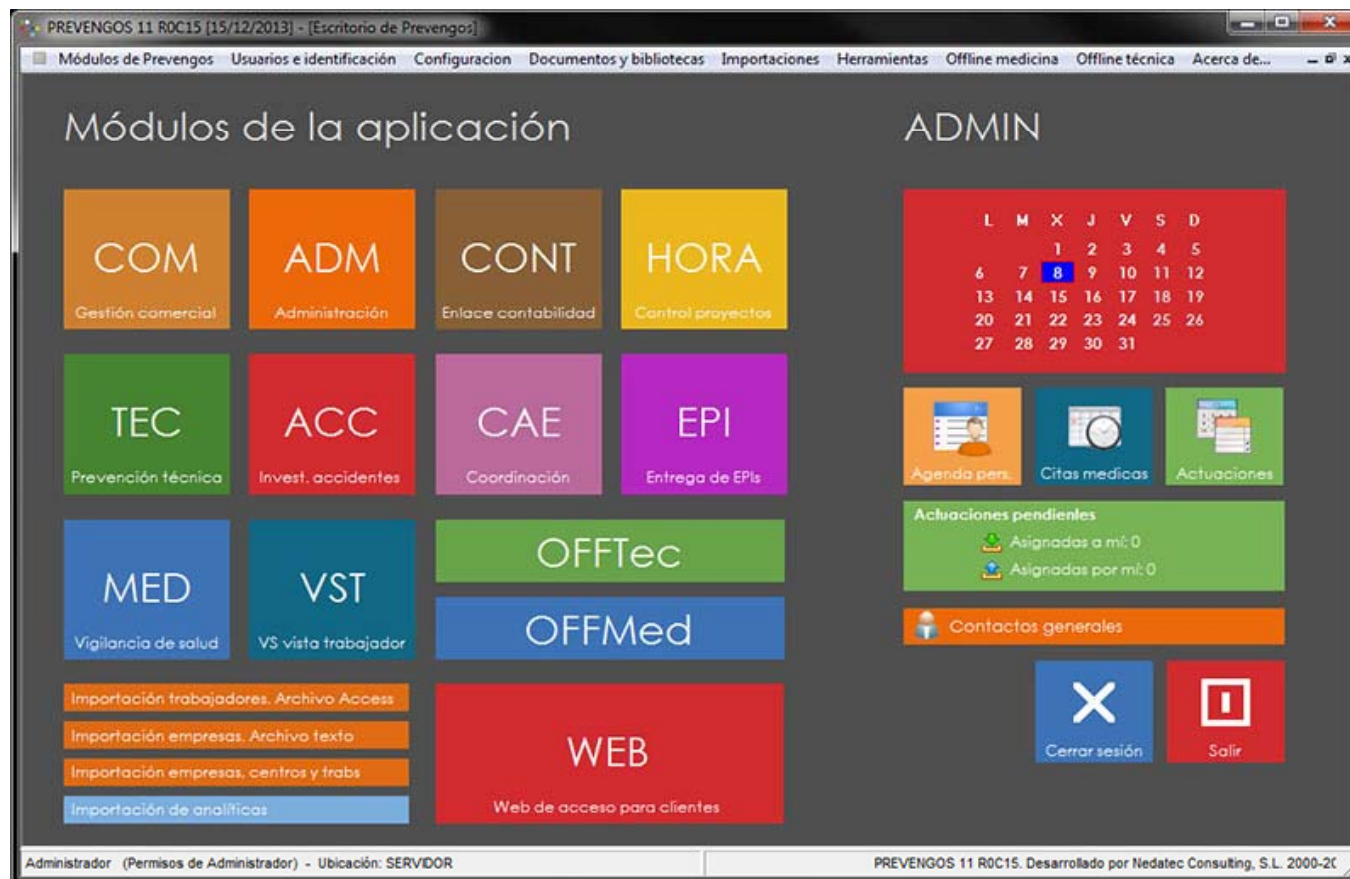 PREVENGOS 11 R0C15 [15/12/2013] - [Escritorio de Prevengos]
Módulos de Prevengos Usuarios e identificación Configuracion Documentos y bibliotecas Importaciones Herramientas Offline medicina Offline técnica Acerca de...
Módulos de la aplicación
ADMIN
COM
Gestión comercial
ADM
Administración
CONT
Enlace contabilidad
HORA
Control proyectos
L M X J V S D
1 2 3 4 5
6 7 8 9 10 11 12
13 14 15 16 17 18 19
20 21 22 23 24 25 26
27 28 29 30 31
TEC
Prevención técnica
ACC
Invest. accidentes
CAE
Coordinación
EPI
Entrega de EPIs
Agenda pers.
Citas medicas
Actuaciones
Actuaciones pendientes
Asignadas a mí: 0
Asignadas por mí: 0
MED
Vigilancia de salud
VST
VS vista trabajador
OFFTec
OFFMed
Contactos generales
Importación trabajadores. Archivo Access
Importación empresas. Archivo texto
Importación empresas, centros y trabs
Importación de analíticas
WEB
Web de acceso para clientes
Cerrar sesión
Salir
Administrador (Permisos de Administrador) - Ubicación: SERVIDOR
PREVENGOS 11 R0C15. Desarrollado por Nedatec Consulting, S.L. 2000-20